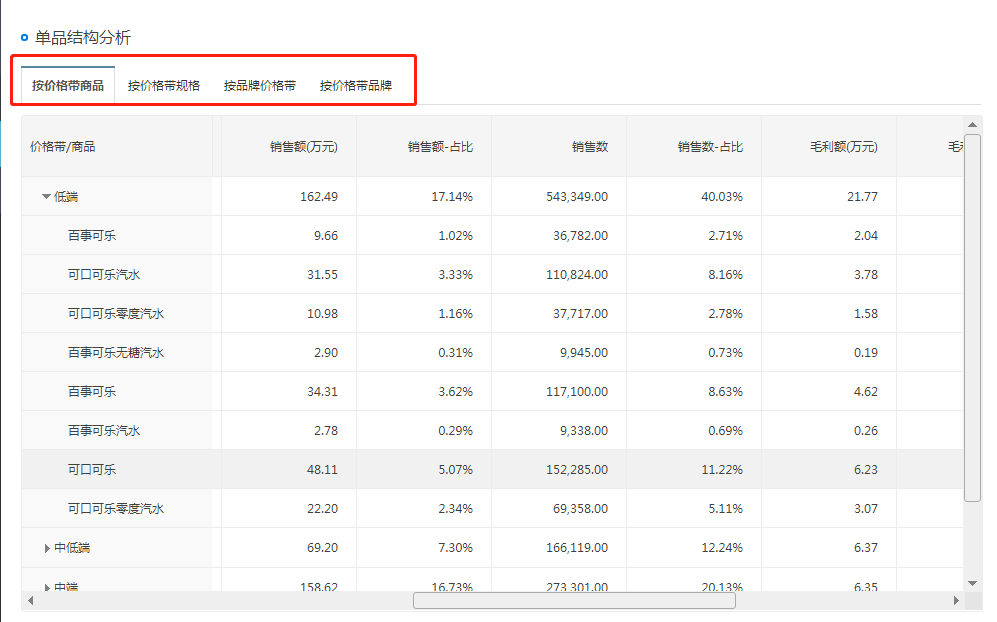 单品结构分析
按价格带商品 按价格带规格 按品牌价格带 按价格带品牌
价格带/商品 销售额(万元) 销售额-占比 销售数 销售数-占比 毛利额(万元)
低端 162.49 17.14% 543,349.00 40.03% 21.77
百事可乐 9.66 1.02% 36,782.00 2.71% 2.04
可口可乐汽水 31.55 3.33% 110,824.00 8.16% 3.78
可口可乐零度汽水 10.98 1.16% 37,717.00 2.78% 1.58
百事可乐无糖汽水 2.90 0.31% 9,945.00 0.73% 0.19
百事可乐 34.31 3.62% 117,100.00 8.63% 4.62
百事可乐汽水 2.78 0.29% 9,338.00 0.69% 0.26
可口可乐 48.11 5.07% 152,285.00 11.22% 6.23
可口可乐零度汽水 22.20 2.34% 69,358.00 5.11% 3.07
中低端 69.20 7.30% 166,119.00 12.24% 6.37
中端 158.62 16.73% 273,301.00 20.13% 6.35